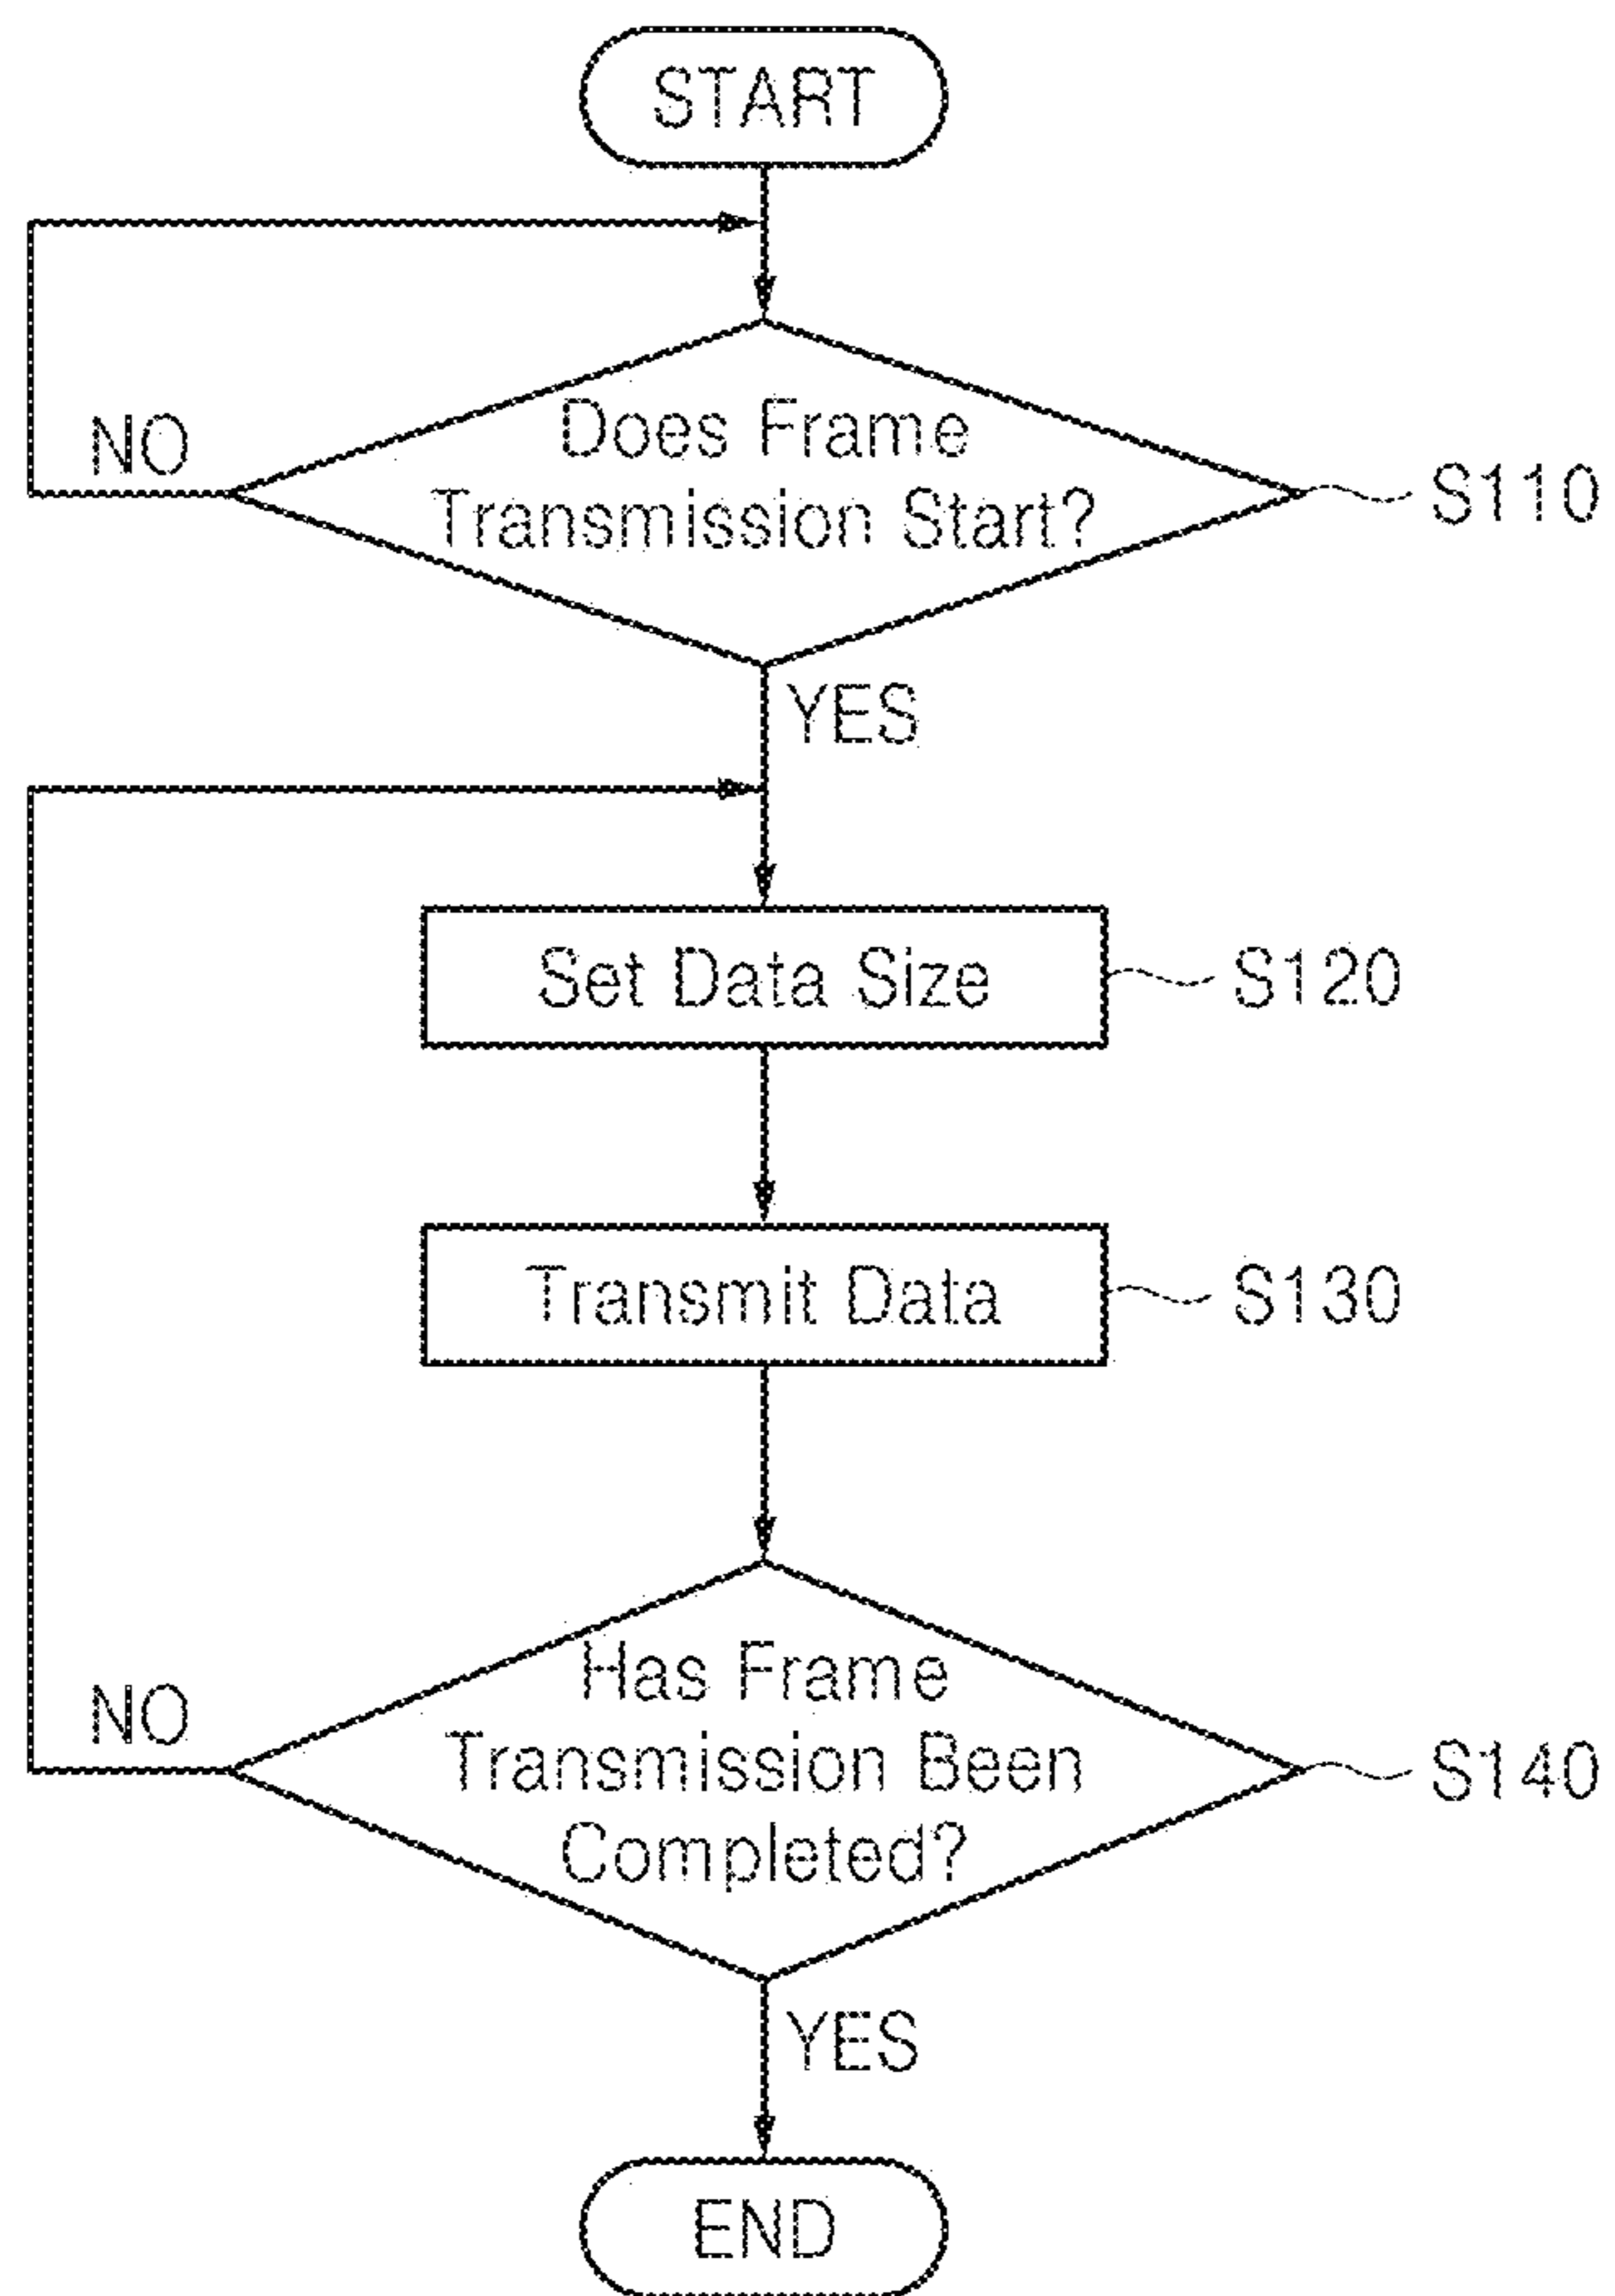 START
Does Frame
NO
Transmission Start?
S110
YES
Set Data Size
S120
Transmit Data
S130
Has Frame
NO
Transmission Been
S140
Completed?
YES
END